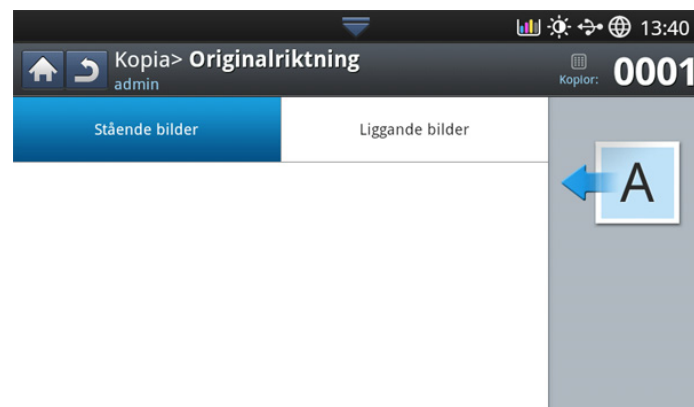 13:40
Kopia> Originalriktning
admin
Kopior: 0001
Stående bilder
Liggande bilder
A